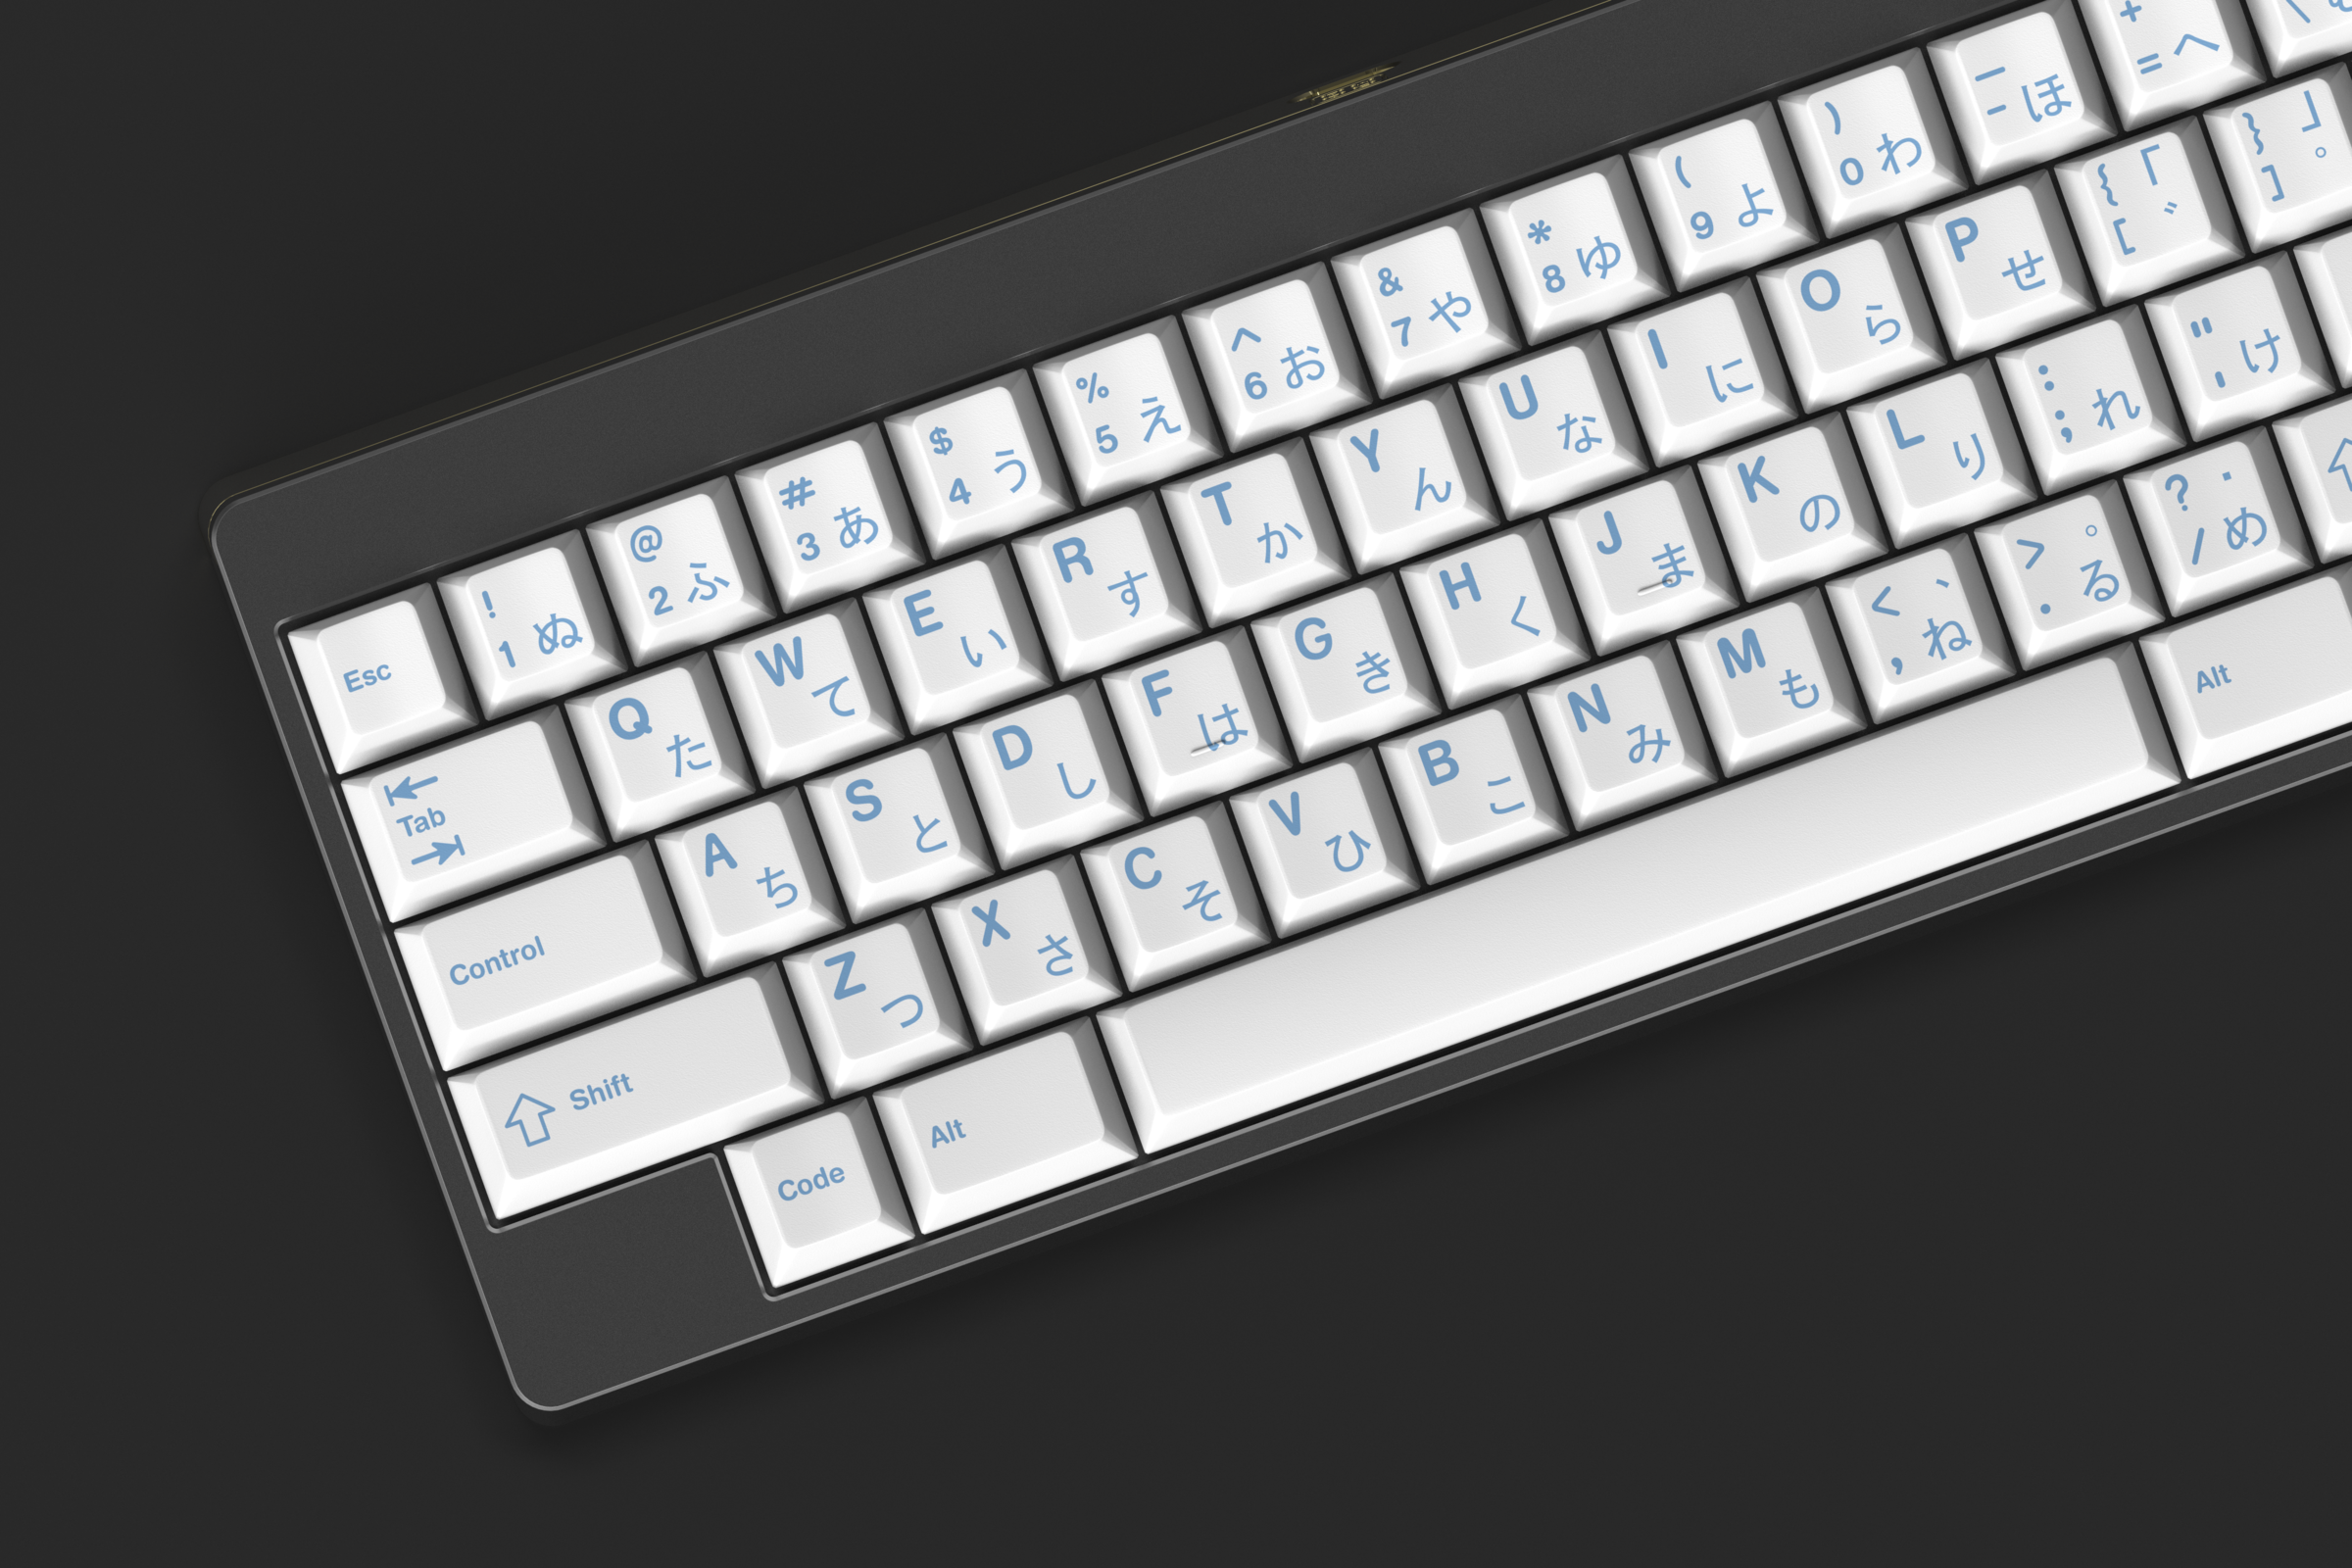 Esc
! 1 ぬ
@ 2 ふ
# 3 あ
$ 4 う
% 5 え
^ 6 お
& 7 や
* 8 ゆ
( 9 よ
) 0 わ
— - ほ
+ = へ
\
Tab
Q た
W て
E い
R す
T か
Y ん
U な
I に
O ら
P せ
{ [ 「 ゛
} ] 」 °
Control
A ち
S と
D し
F は
G き
H く
J ま
K の
L り
: ; れ
" ' け
Shift
Z つ
X さ
C そ
V ひ
B こ
N み
M も
< , 、 ね
> . 。 る
? / ・ め
Code
Alt
Alt